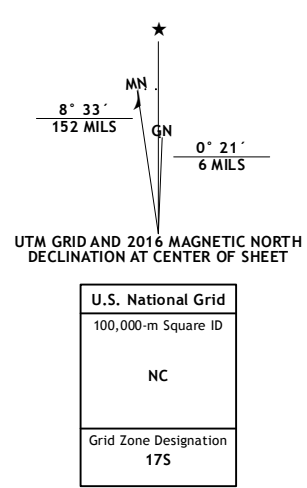 ★
MN
8° 33´
152 MILS
GN
0° 21´
6 MILS
UTM GRID AND 2016 MAGNETIC NORTH
DECLINATION AT CENTER OF SHEET
U.S. National Grid
100,000-m Square ID
NC
Grid Zone Designation
17S